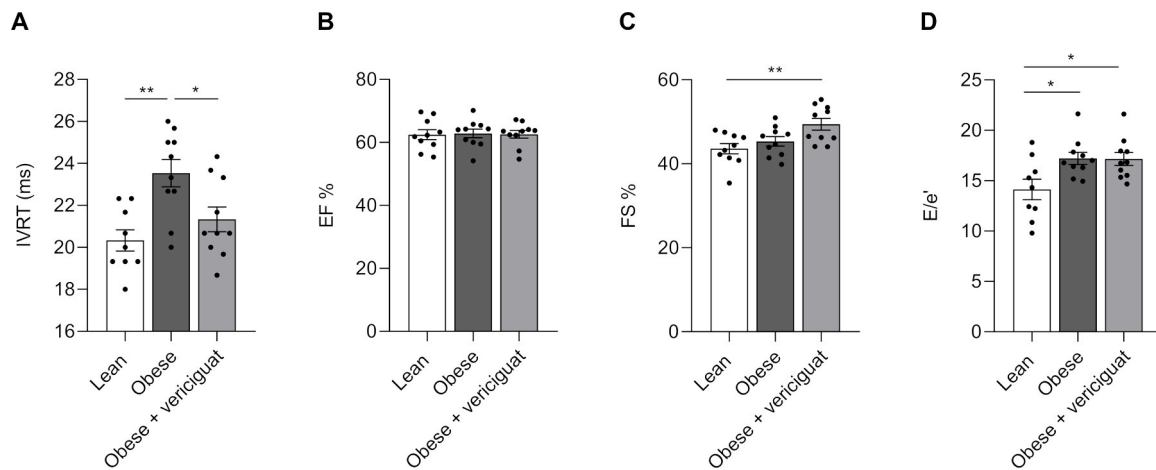 A
IVRT (ms)
28
26
24
22
20
18
16
**
*
Lean
Obese
Obese + vericiguat
B
EF %
80
60
40
20
0
Lean
Obese
Obese + vericiguat
C
FS %
60
40
20
0
**
Lean
Obese
Obese + vericiguat
D
E/e'
25
20
15
10
5
0
*
*
Lean
Obese
Obese + vericiguat